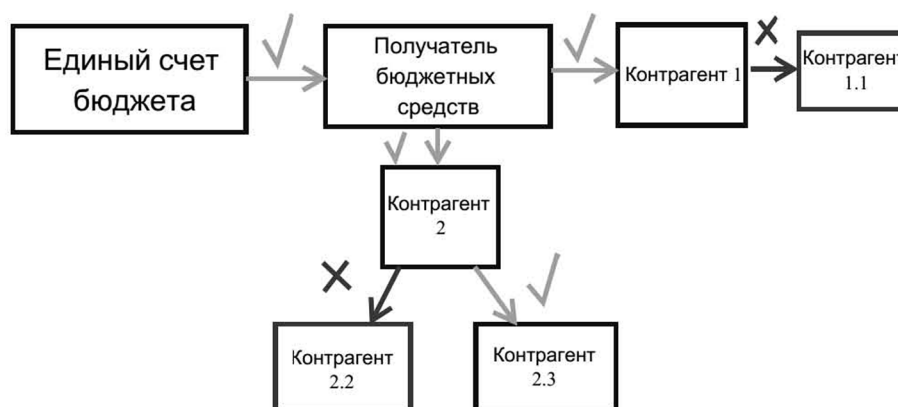 Единый счет
бюджета
Получатель
бюджетных
средств
Контрагент 1
Контрагент
1.1
Контрагент
2
Контрагент
2.2
Контрагент
2.3